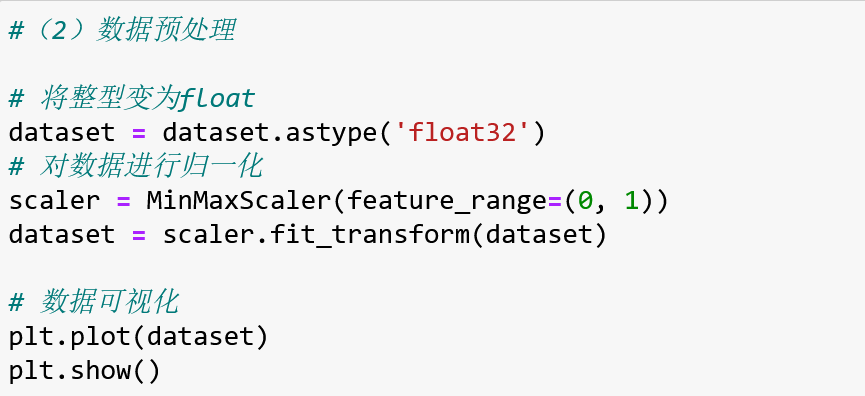 #（2）数据预处理
# 将整型变为float
dataset = dataset.astype('float32')
# 对数据进行归一化
scaler = MinMaxScaler(feature_range=(0, 1))
dataset = scaler.fit_transform(dataset)
# 数据可视化
plt.plot(dataset)
plt.show()